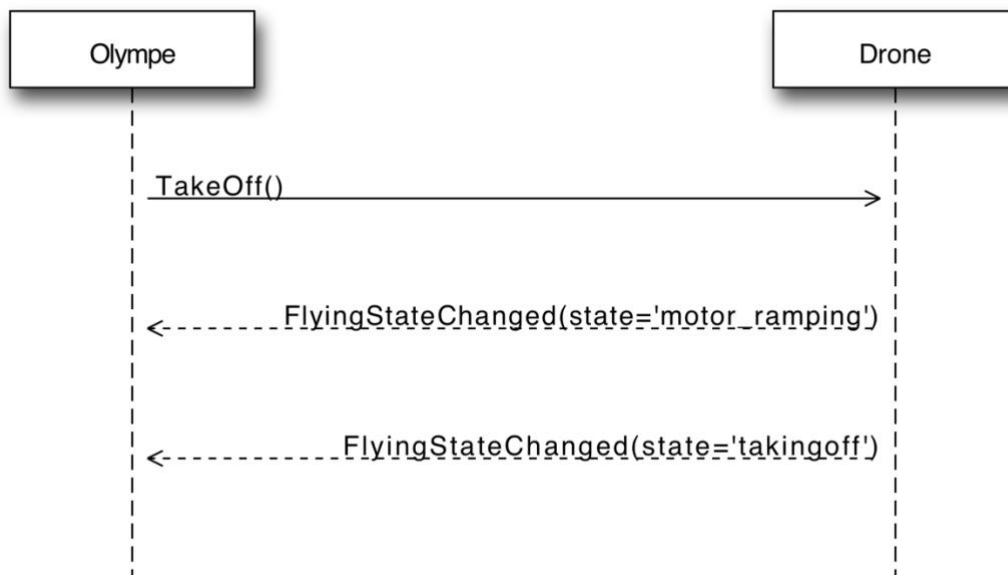 Olympe
Drone
TakeOff()
FlyingStateChanged(state='motor_ramping')
FlyingStateChanged(state='takingoff')